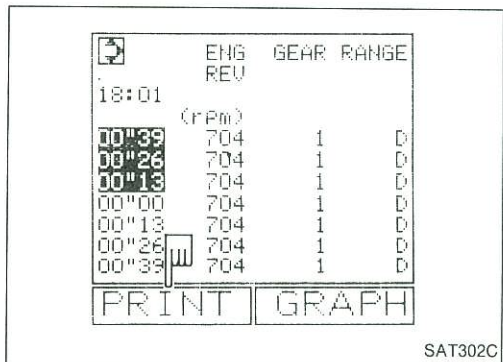 ENG GEAR RANGE
REV
18:01
(rpm)
00"39 704 1 D
00"26 704 1 D
00"13 704 1 D
00"00 704 1 D
00"13 704 1 D
00"26 704 1 D
00"39 704 1 D
PRINT GRAPH
SAT302C